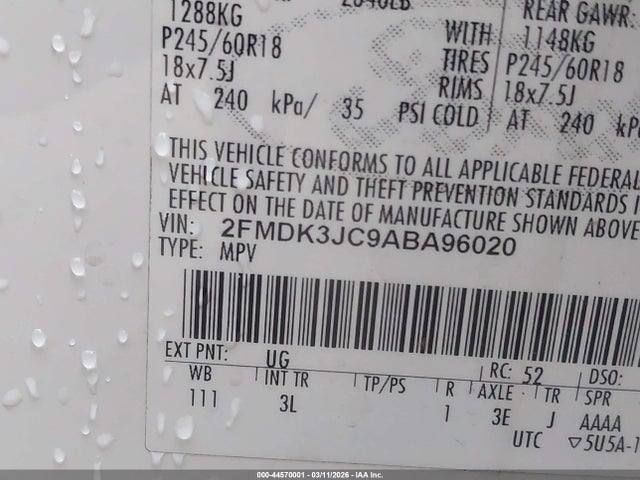 1288KG
REAR GAWR:
P245/60R18
WITH 1148KG
18x7.5J
TIRES P245/60R18
AT 240 kPa/ 35 PSI COLD
RIMS 18x7.5J
AT 240 kPa
THIS VEHICLE CONFORMS TO ALL APPLICABLE FEDERAL
VEHICLE SAFETY AND THEFT PREVENTION STANDARDS I
EFFECT ON THE DATE OF MANUFACTURE SHOWN ABOVE
VIN: 2FMDK3JC9ABA96020
TYPE: MPV
EXT PNT: UG RC: 52 DSO:
WB INT TR TP/PS R AXLE TR SPR
111 3L 1 3E J AAAA
UTC ▽5U5A-1
000-44570001 - 03/11/2026 - IAA Inc.